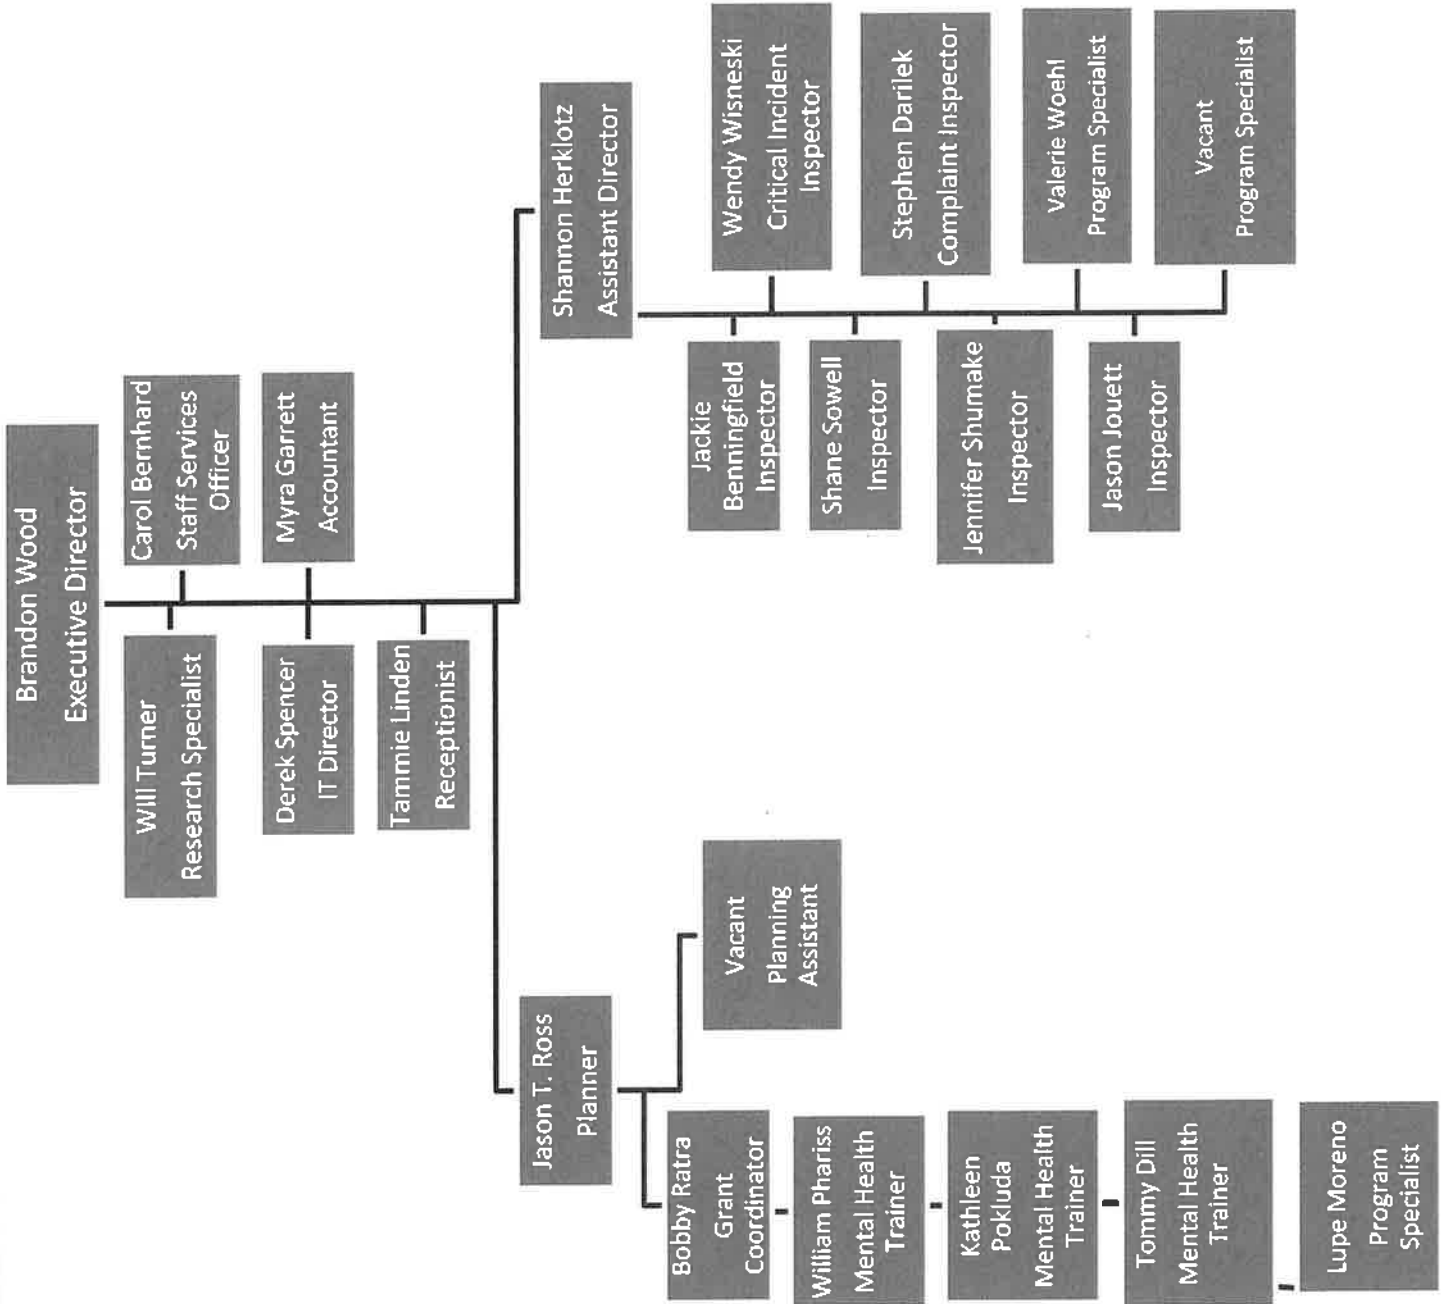 Brandon Wood
Executive Director
Will Turner
Research Specialist
Carol Bernhard
Staff Services
Officer
Derek Spencer
IT Director
Myra Garrett
Accountant
Tammie Linden
Receptionist
Jason T. Ross
Planner
Shannon Herklotz
Assistant Director
Bobby Ratra
Grant
Coordinator
Vacant
Planning
Assistant
William Phariss
Mental Health
Trainer
Kathleen
Pokluda
Mental Health
Trainer
Tommy Dill
Mental Health
Trainer
Lupe Moreno
Program
Specialist
Jackie
Benningfield
Inspector
Wendy Wisneski
Critical Incident
Inspector
Shane Sowell
Inspector
Stephen Darilek
Complaint Inspector
Jennifer Shumake
Inspector
Valerie Woehl
Program Specialist
Jason Jouett
Inspector
Vacant
Program Specialist